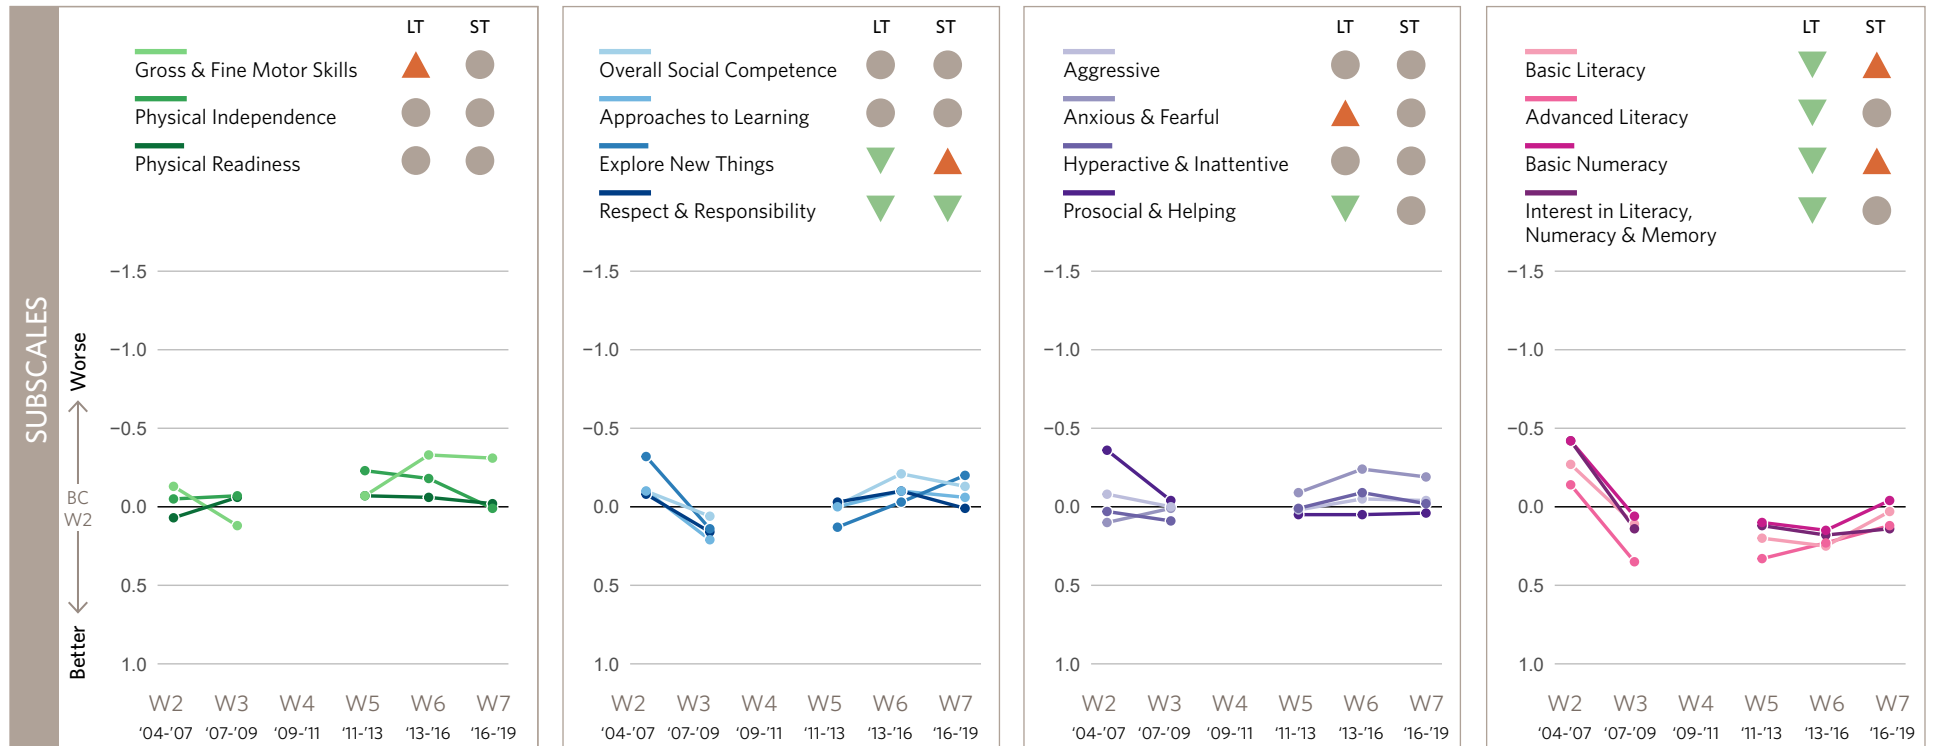 SUBSCALES
Worse
BC
W2
Better
LT ST
Gross & Fine Motor Skills
Physical Independence
Physical Readiness
−1.5
−1.0
−0.5
0.0
0.5
1.0
W2 W3 W4 W5 W6 W7
‘04-’07 ‘07-’09 ‘09-’11 ‘11-’13 ‘13-’16 ‘16-’19
LT ST
Overall Social Competence
Approaches to Learning
Explore New Things
Respect & Responsibility
−1.5
−1.0
−0.5
0.0
0.5
1.0
W2 W3 W4 W5 W6 W7
‘04-’07 ‘07-’09 ‘09-’11 ‘11-’13 ‘13-’16 ‘16-’19
LT ST
Aggressive
Anxious & Fearful
Hyperactive & Inattentive
Prosocial & Helping
−1.5
−1.0
−0.5
0.0
0.5
1.0
W2 W3 W4 W5 W6 W7
‘04-’07 ‘07-’09 ‘09-’11 ‘11-’13 ‘13-’16 ‘16-’19
LT ST
Basic Literacy
Advanced Literacy
Basic Numeracy
Interest in Literacy,
Numeracy & Memory
−1.5
−1.0
−0.5
0.0
0.5
1.0
W2 W3 W4 W5 W6 W7
‘04-’07 ‘07-’09 ‘09-’11 ‘11-’13 ‘13-’16 ‘16-’19